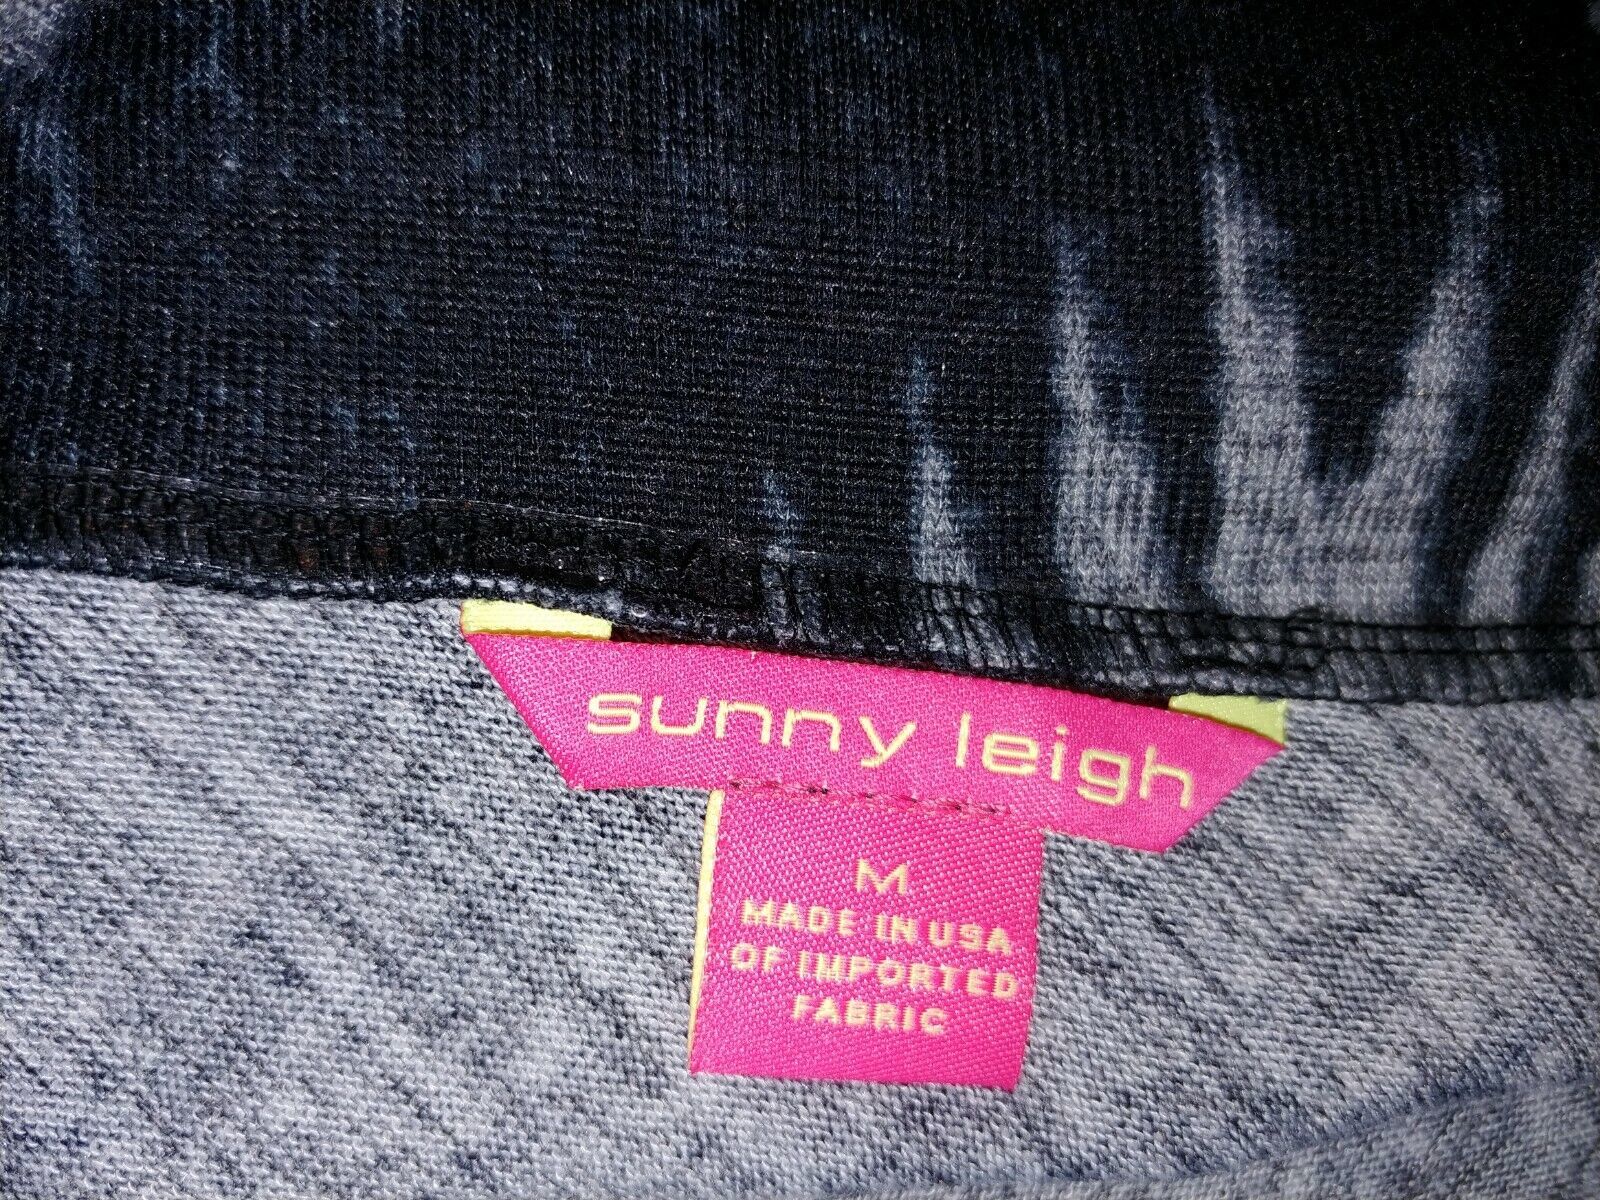 sunny leigh
M
MADE IN USA
OF IMPORTED
FABRIC